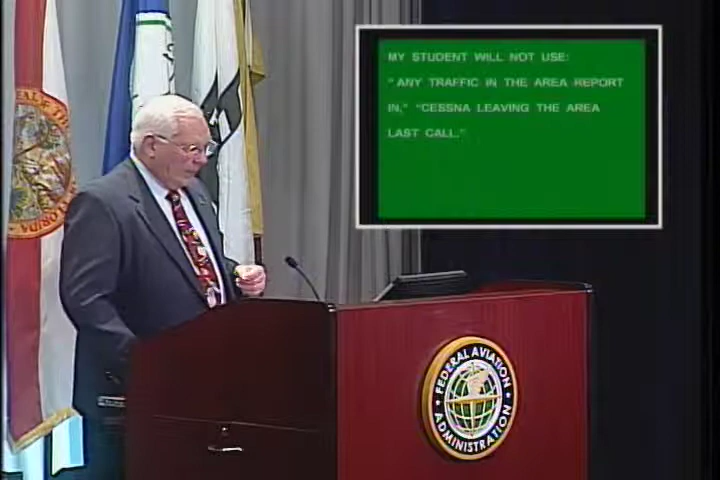 MY STUDENT WILL NOT USE:
"ANY TRAFFIC IN THE AREA REPORT
IN," "CESSNA LEAVING THE AREA
LAST CALL."
FEDERAL AVIATION
ADMINISTRATION
FLORIDA